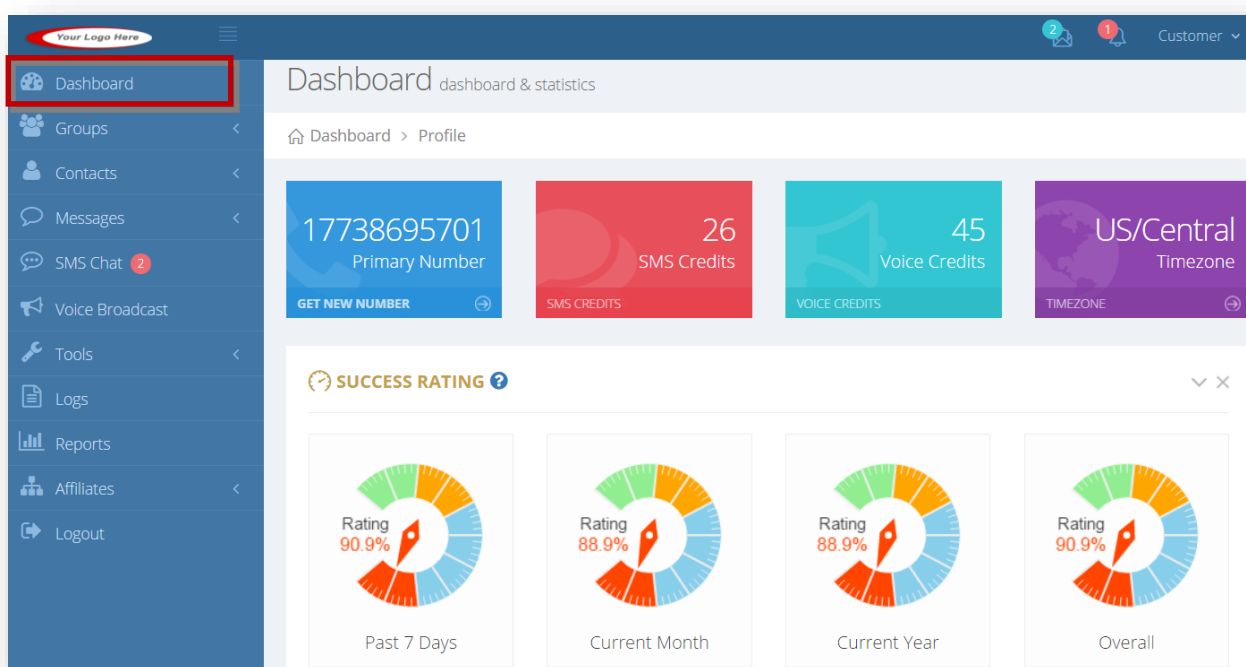 Your Logo Here
2
1
Customer
Dashboard
Groups
Contacts
Messages
SMS Chat 2
Voice Broadcast
Tools
Logs
Reports
Affiliates
Logout
Dashboard dashboard & statistics
Dashboard > Profile
17738695701
Primary Number
GET NEW NUMBER
26
SMS Credits
SMS CREDITS
45
Voice Credits
VOICE CREDITS
US/Central
Timezone
TIMEZONE
SUCCESS RATING ?
Rating
90.9%
Past 7 Days
Rating
88.9%
Current Month
Rating
88.9%
Current Year
Rating
90.9%
Overall